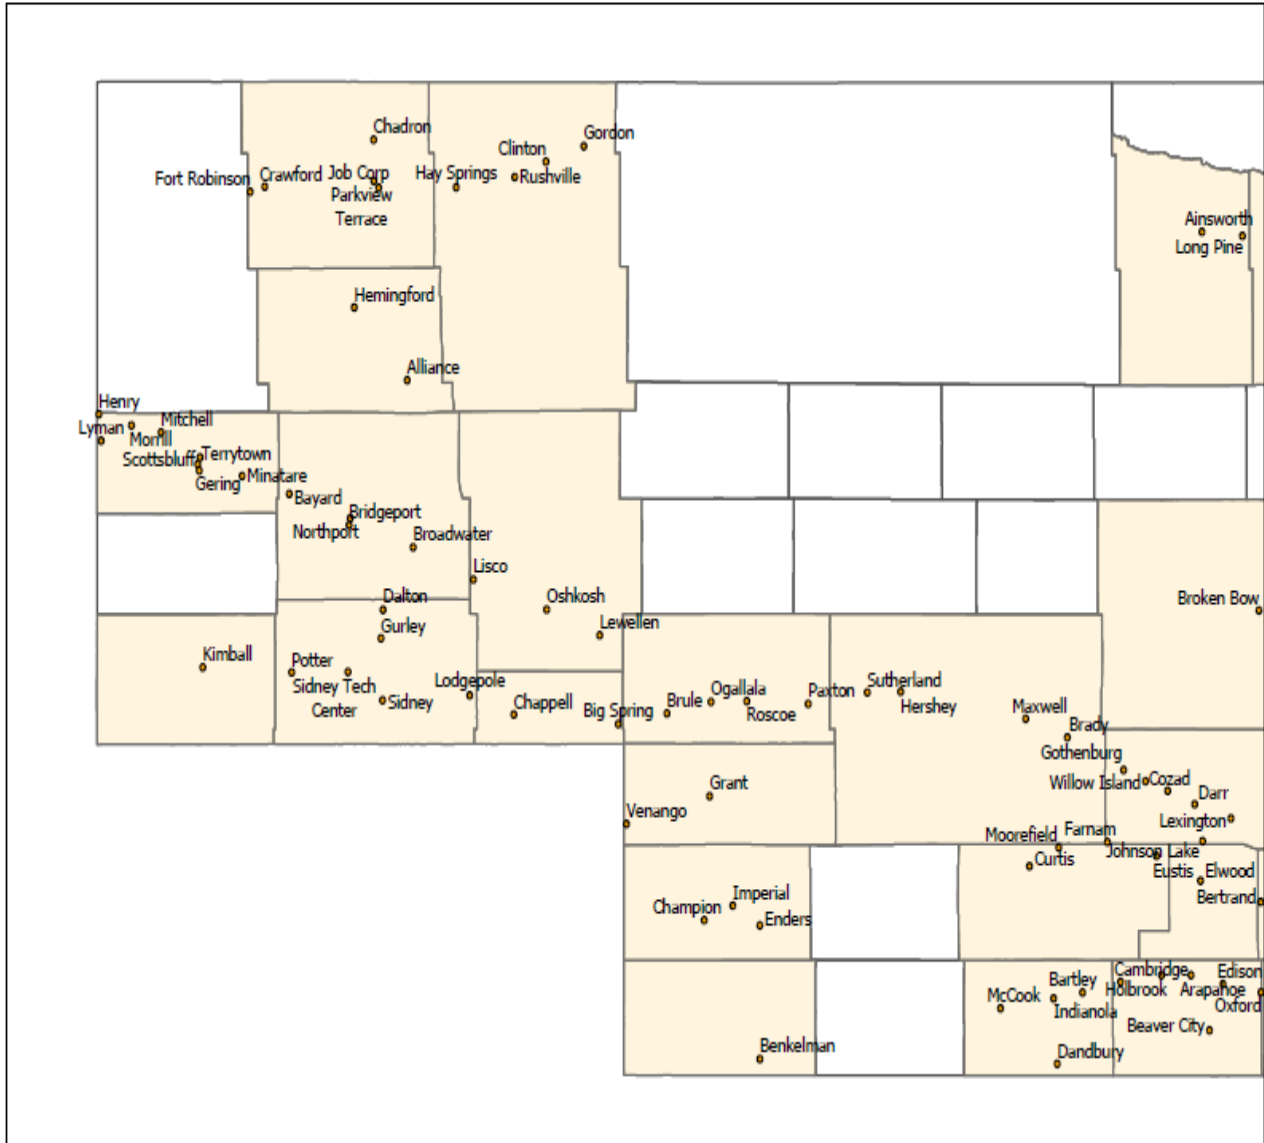 Chadron
Gordon
Clinton
Fort Robinson
Crawford
Job Corp
Hay Springs
Rushville
Parkview
Terrace
Ainsworth
Long Pine
Hemingford
Alliance
Henry
Lyman
Morrill
Mitchell
Scottsbluff
Terrytown
Gering
Minatare
Bayard
Bridgeport
Northport
Broadwater
Lisco
Dalton
Oshkosh
Broken Bow
Gurley
Lewellen
Kimball
Potter
Sidney Tech
Center
Lodgepole
Sidney
Chappell
Big Spring
Brule
Ogallala
Roscoe
Paxton
Sutherland
Hershey
Maxwell
Brady
Gothenburg
Willow Island
Cozad
Darr
Grant
Venango
Lexington
Moorefield
Farnam
Johnson Lake
Curtis
Eustis
Elwood
Bertrand
Imperial
Champion
Enders
Cambridge
Edison
Bartley
Holbrook
Arapahoe
McCook
Indianola
Oxford
Beaver City
Benkelman
Dandbury